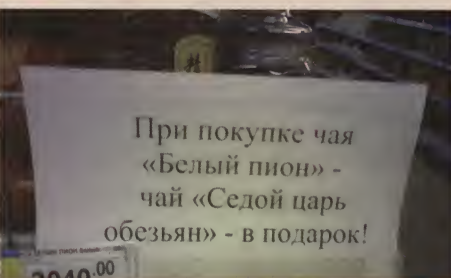 При покупке чая
«Белый пион» -
чай «Седой царь
обезьян» - в подарок!